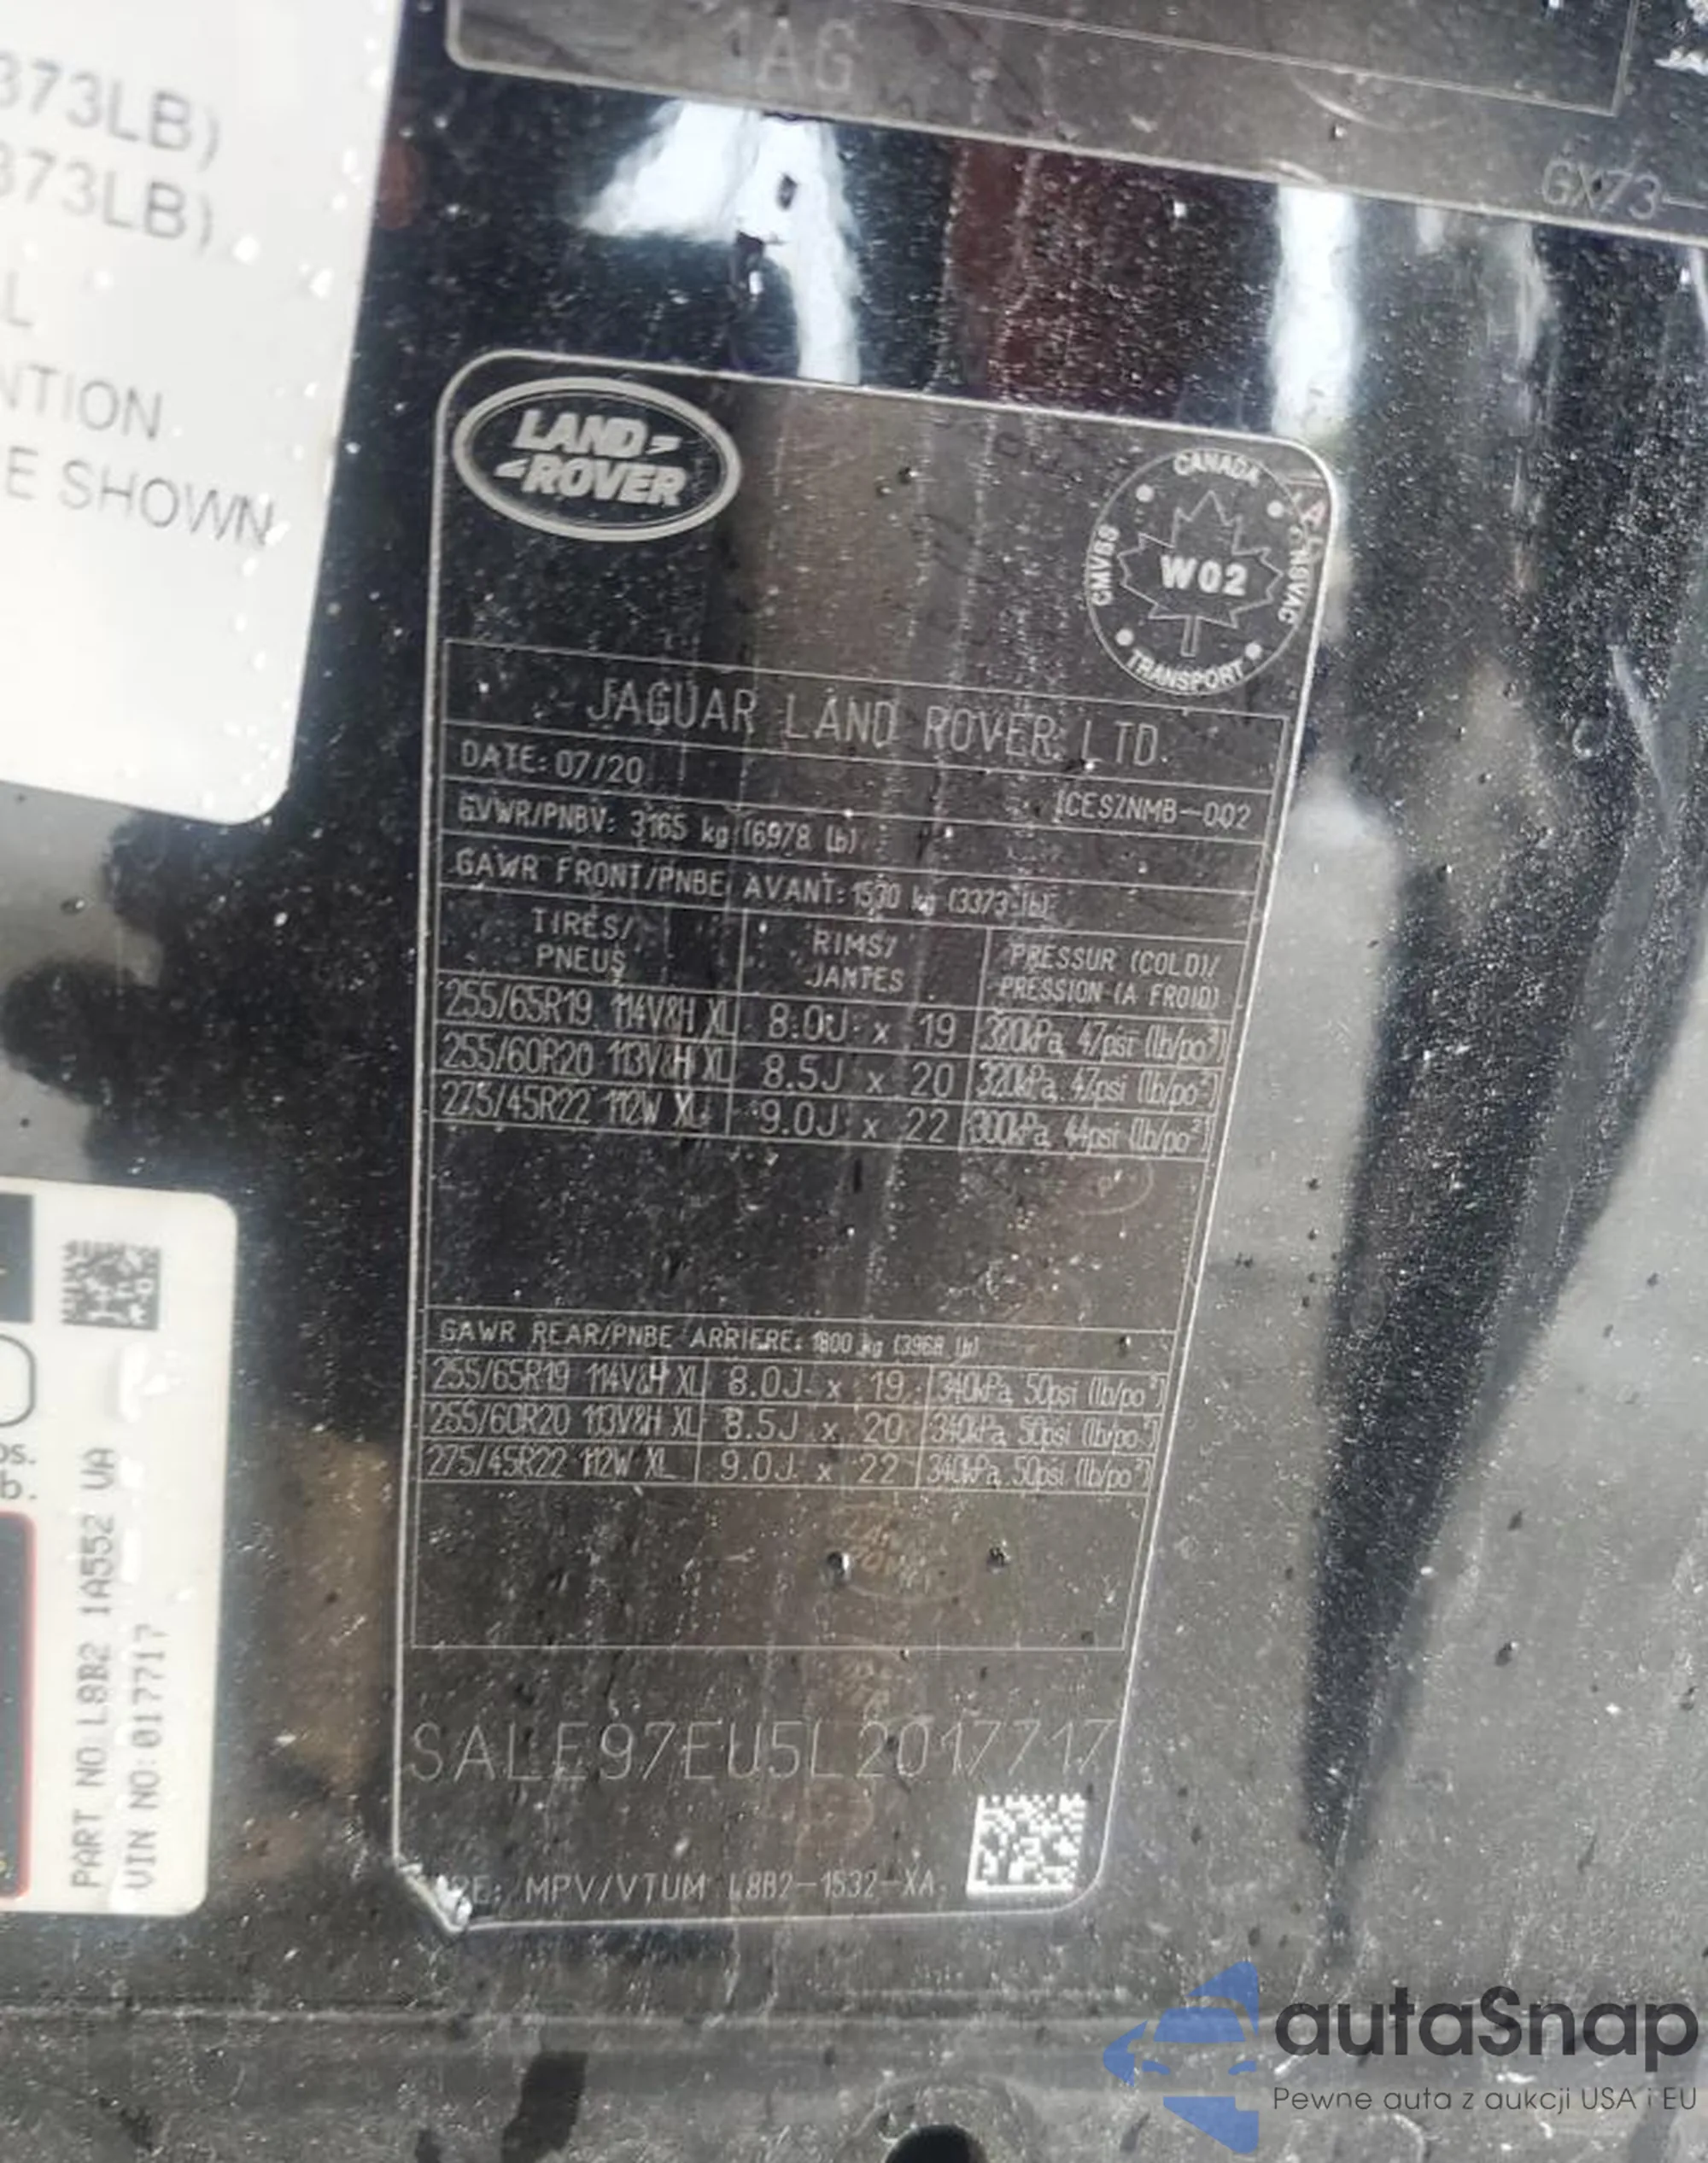 373LB)
373LB)
L
NTION
E SHOWN
AG
GX73-
LAND
ROVER
CANADA
CMVSS
NSVAC
W02
TRANSPORT
JAGUAR LAND ROVER LTD.
DATE: 07/20
ICES/NMB-002
GVWR/PNBV: 3165 kg (6978 lb)
GAWR FRONT/PNBE AVANT: 1530 kg (3373 lb)
TIRES/ PNEUS
RIMS/ JANTES
PRESSUR (COLD)/ PRESSION (A FROID)
255/65R19 114V&H XL 8.0J x 19 320kPa, 47psi (lb/po²)
255/60R20 113V&H XL 8.5J x 20 320kPa, 47psi (lb/po²)
275/45R22 112W XL 9.0J x 22 300kPa, 44psi (lb/po²)
GAWR REAR/PNBE ARRIERE: 1800 kg (3968 lb)
255/65R19 114V&H XL 8.0J x 19 340kPa, 50psi (lb/po²)
255/60R20 113V&H XL 8.5J x 20 340kPa, 50psi (lb/po²)
275/45R22 112W XL 9.0J x 22 340kPa, 50psi (lb/po²)
SALE97EU5L2017717
MPV/VTUM L8B2-1532-XA
os.
b.
PART NO.L8B2 1A552 VA
VIN NO:017717
autaSnap
Pewne auta z aukcji USA i EU